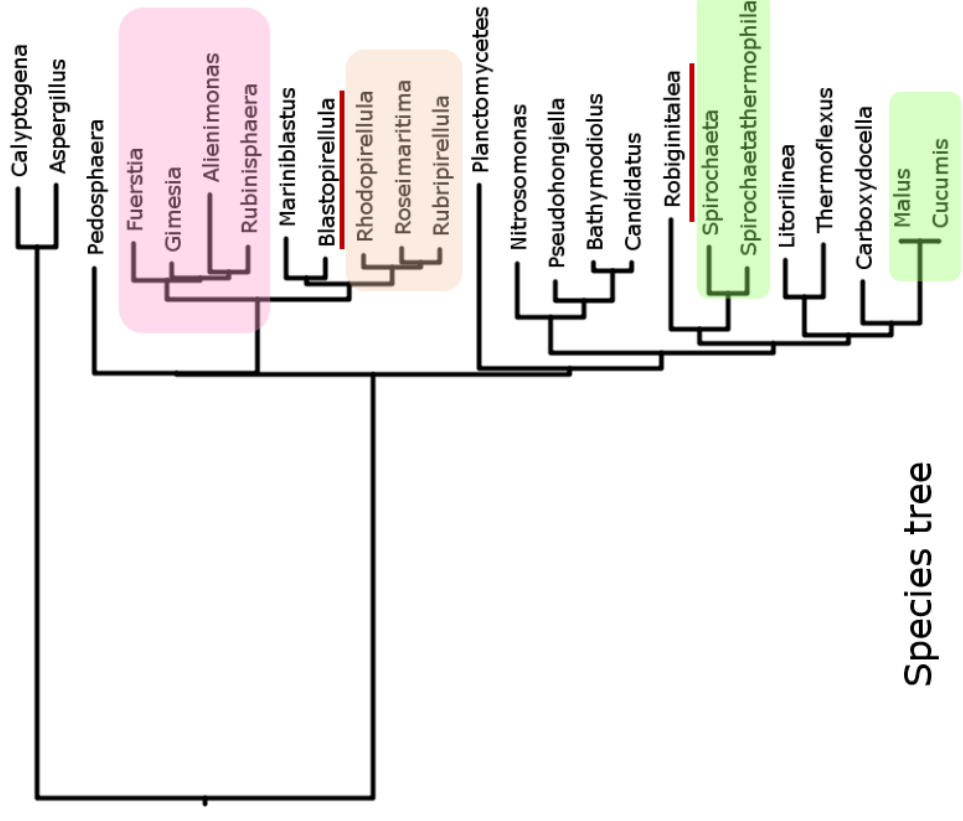 Calyptogena
Aspergillus
Pedosphaera
Fuerstia
Gimesia
Alienimonas
Rubinisphaera
Mariniblastus
Blastopirellula
Rhodopirellula
Roseimaritima
Rubripirellula
Planctomycetes
Nitrosomonas
Pseudohongiella
Bathymodiolus
Candidatus
Robiginitalea
Spirochaeta
Spirochaetathermophila
Litorilinea
Thermoflexus
Carboxydocella
Malus
Cucumis
Species tree